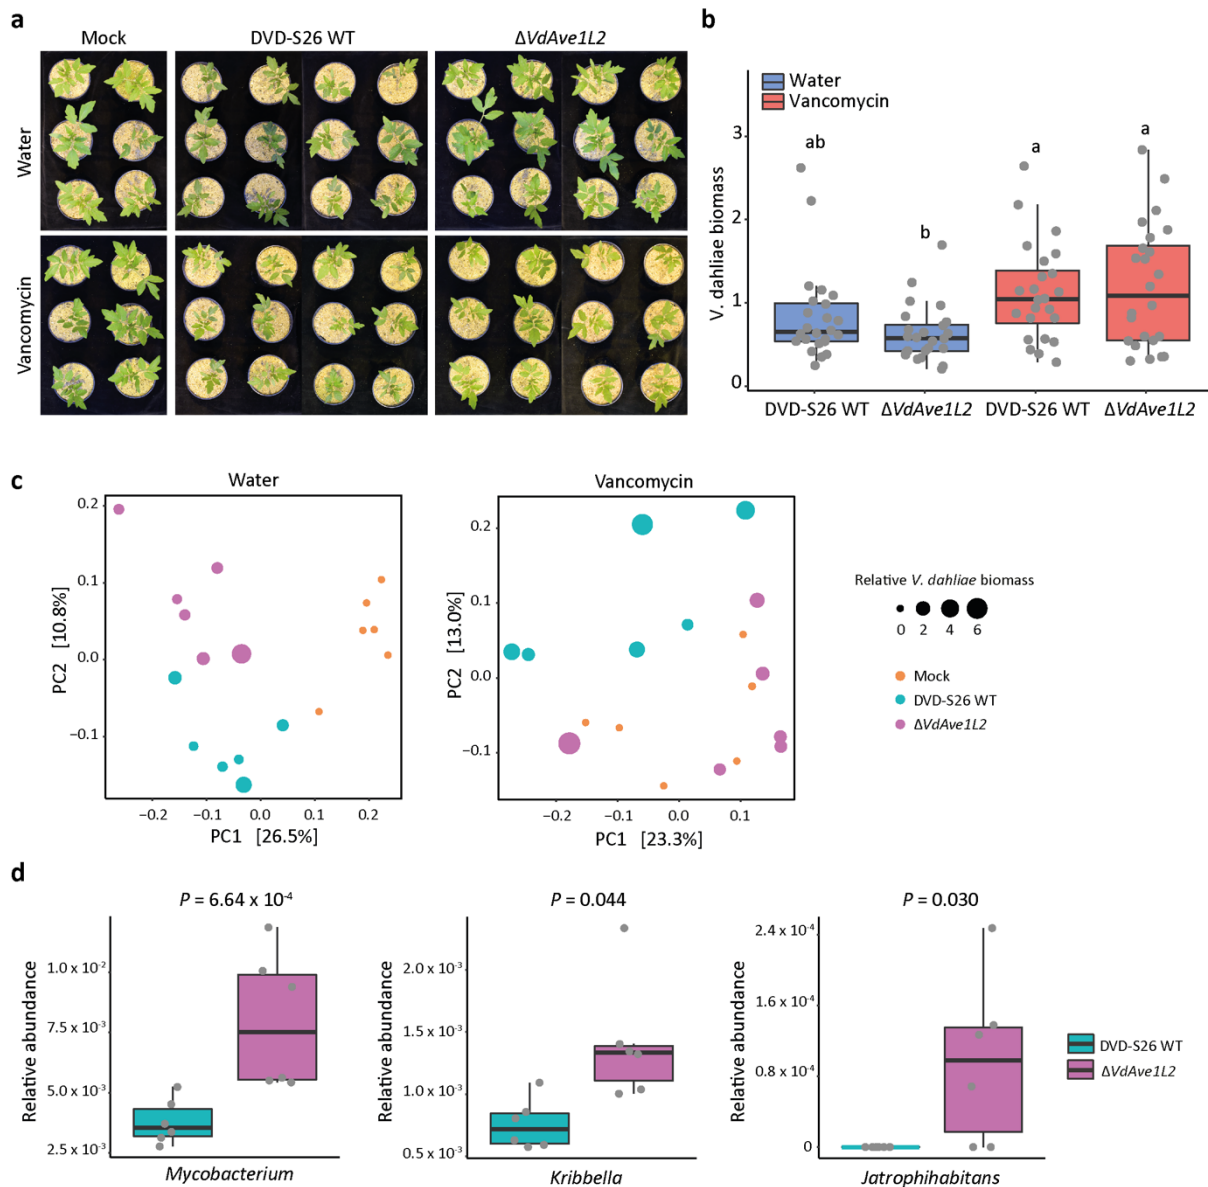 a
Mock DVD-S26 WT ΔVdAve1L2
Water
Vancomycin
b
Water
Vancomycin
V. dahliae biomass
3
2
1
0
ab
b
a
a
DVD-S26 WT ΔVdAve1L2 DVD-S26 WT ΔVdAve1L2
c
Water
PC2 [10.8%]
0.2
0.1
0.0
−0.1
−0.2 −0.1 0.0 0.1 0.2
PC1 [26.5%]
Vancomycin
PC2 [13.0%]
0.2
0.1
0.0
−0.1
−0.2 −0.1 0.0 0.1
PC1 [23.3%]
Relative V. dahliae biomass
0 2 4 6
Mock
DVD-S26 WT
ΔVdAve1L2
d
P = 6.64 x 10⁻⁴
Relative abundance
1.0 x 10⁻²
7.5 x 10⁻³
5.0 x 10⁻³
2.5 x 10⁻³
Mycobacterium
P = 0.044
Relative abundance
2.0 x 10⁻³
1.5 x 10⁻³
1.0 x 10⁻³
0.5 x 10⁻³
Kribbella
P = 0.030
Relative abundance
2.4 x 10⁻⁴
1.6 x 10⁻⁴
0.8 x 10⁻⁴
0
Jatrophihabitans
DVD-S26 WT
ΔVdAve1L2